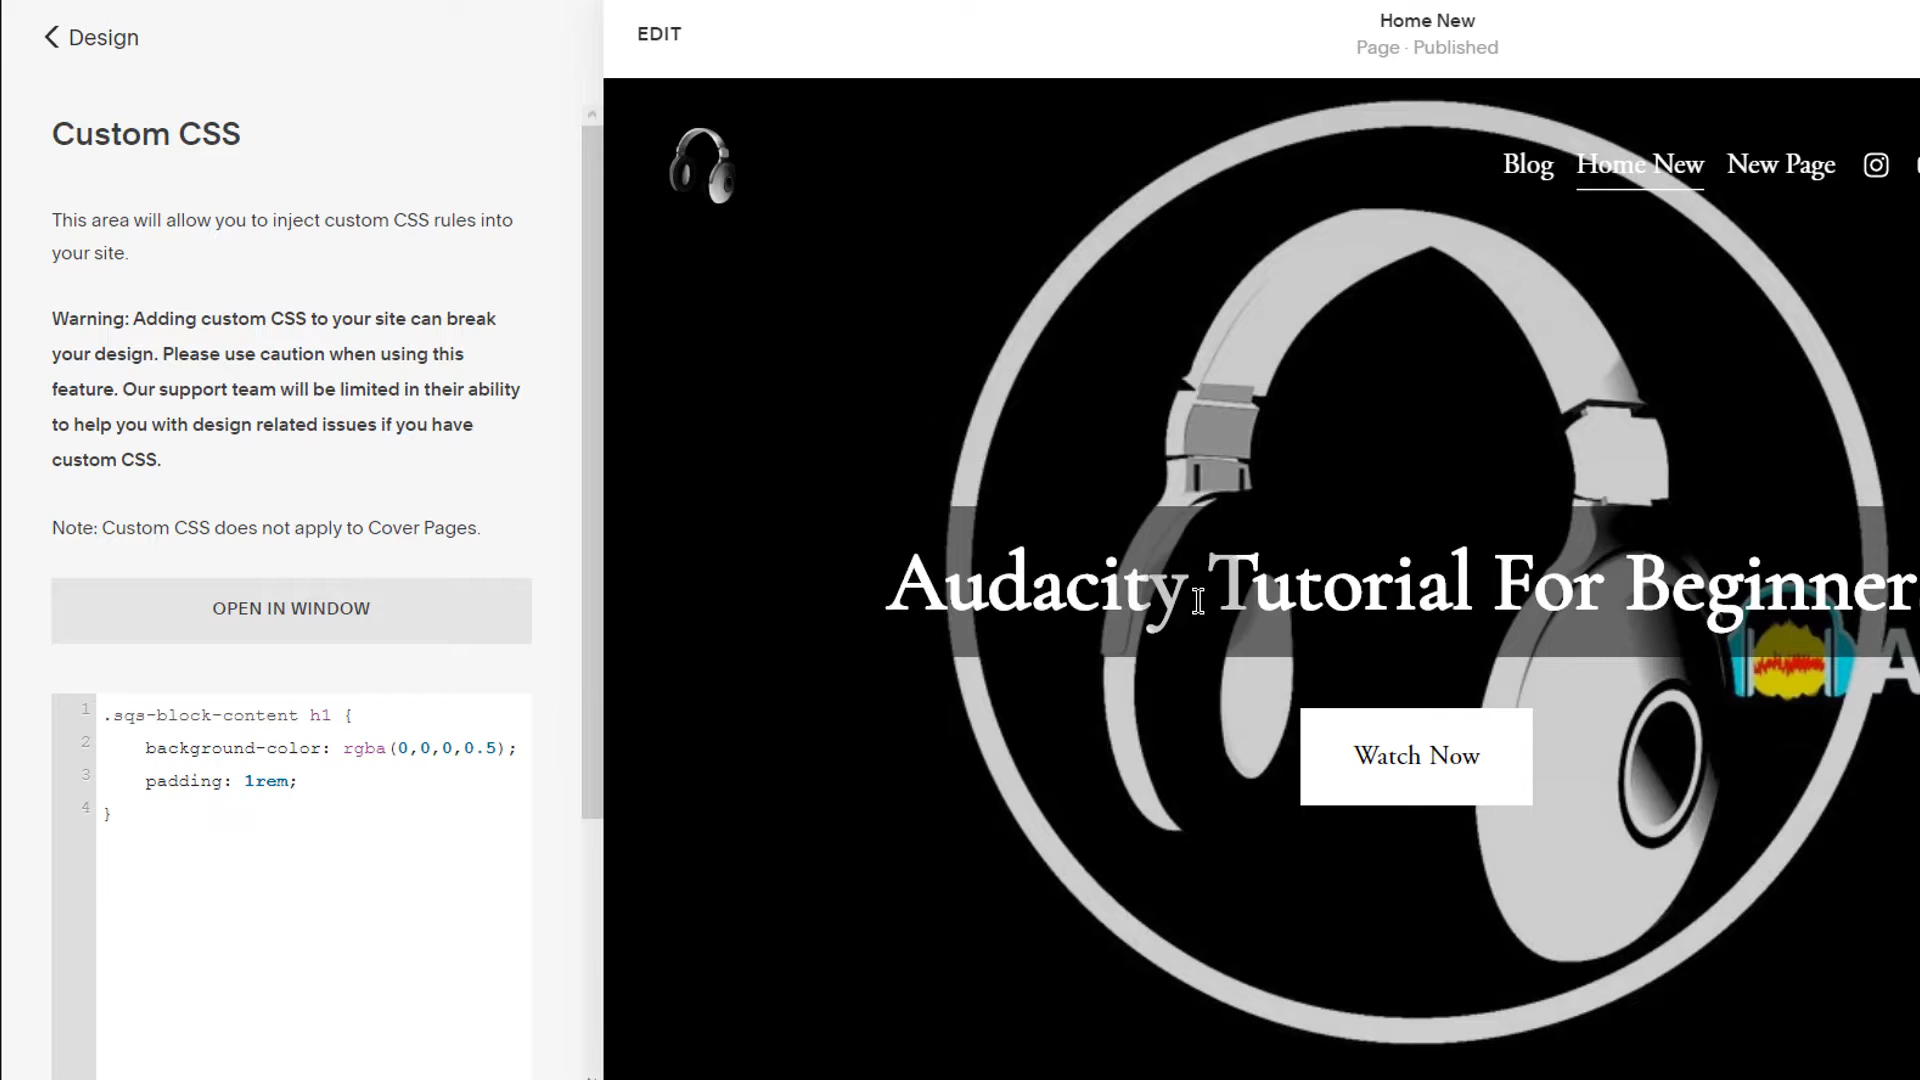 Design
Custom CSS
This area will allow you to inject custom CSS rules into
your site.
Warning: Adding custom CSS to your site can break
your design. Please use caution when using this
feature. Our support team will be limited in their ability
to help you with design related issues if you have
custom CSS.
Note: Custom CSS does not apply to Cover Pages.
OPEN IN WINDOW
1 .sqs-block-content h1 {
2 background-color: rgba(0,0,0,0.5);
3 padding: 1rem;
4 }
EDIT
Home New
Page · Published
Blog Home New New Page
Audacity Tutorial For Beginners
A
Watch Now